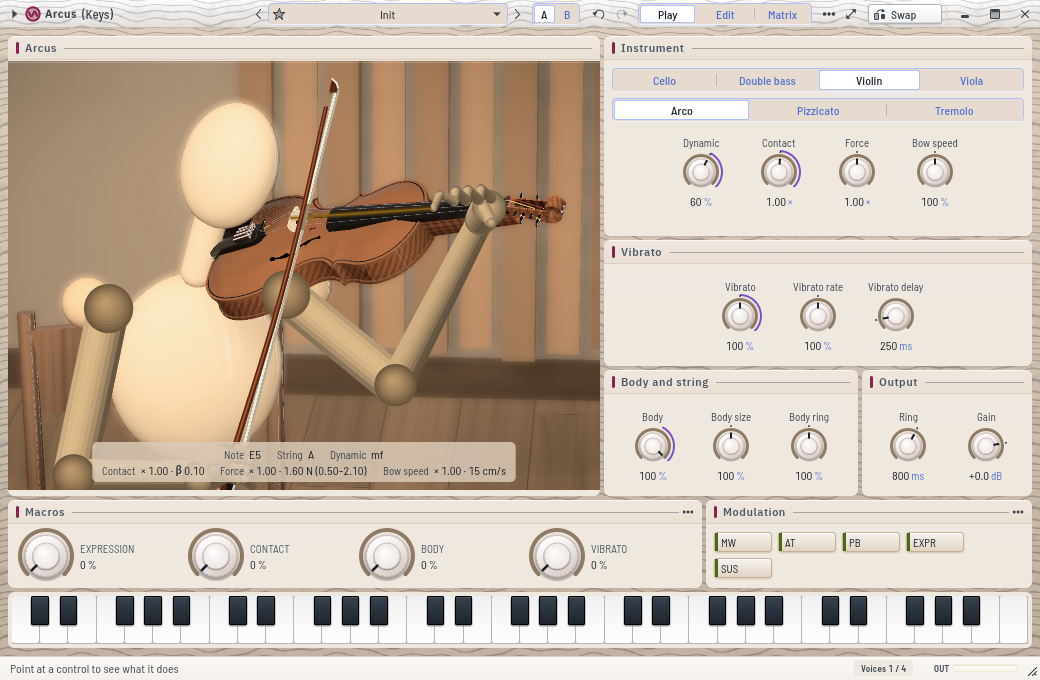 Arcus (Keys)
Init
A
B
Play
Edit
Matrix
Swap
Arcus
Note E5 String A Dynamic mf
Contact × 1.00 · β 0.10 Force × 1.00 · 1.60 N (0.50–2.10) Bow speed × 1.00 · 15 cm/s
Instrument
Cello
Double bass
Violin
Viola
Arco
Pizzicato
Tremolo
Dynamic
Contact
Force
Bow speed
60 %
1.00 ×
1.00 ×
100 %
Vibrato
Vibrato
Vibrato rate
Vibrato delay
100 %
100 %
250 ms
Body and string
Body
Body size
Body ring
100 %
100 %
100 %
Output
Ring
Gain
800 ms
+0.0 dB
Macros
EXPRESSION
0 %
CONTACT
0 %
BODY
0 %
VIBRATO
0 %
Modulation
MW
AT
PB
EXPR
SUS
Point at a control to see what it does
Voices 1 / 4
OUT